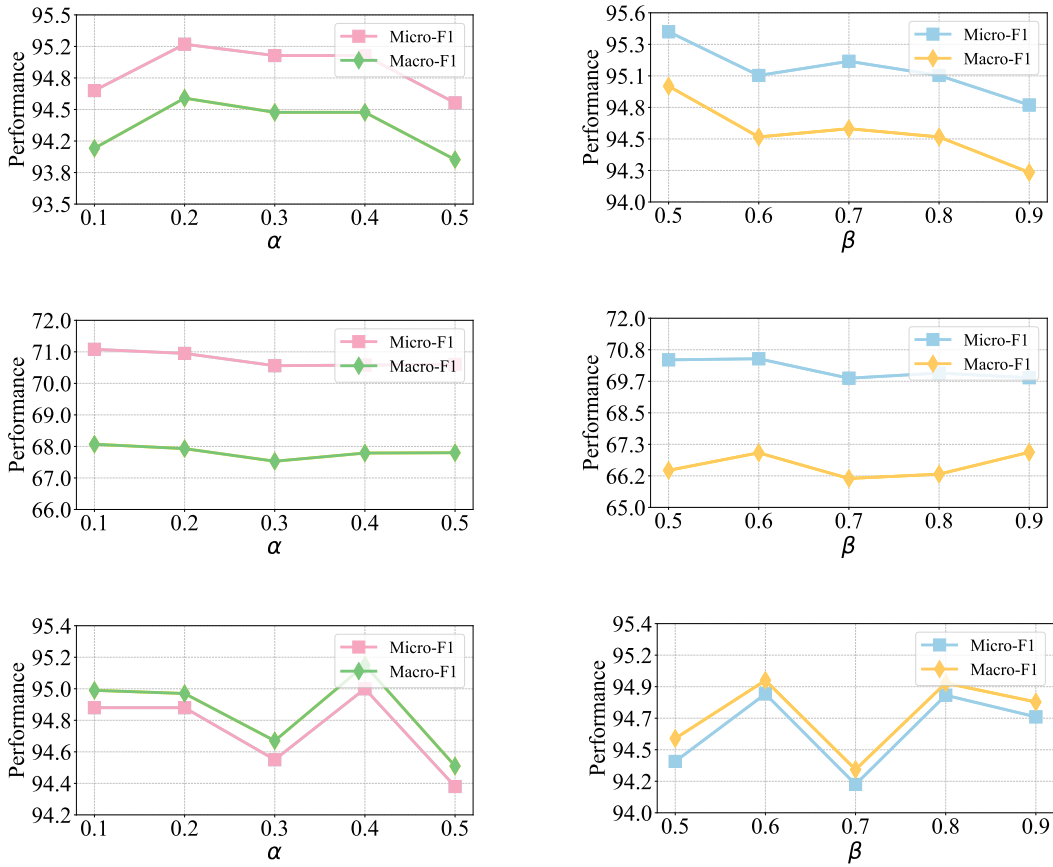 95.5
95.2
94.8
94.5
94.2
93.8
93.5
Performance
0.1 0.2 0.3 0.4 0.5
α
Micro-F1
Macro-F1
95.6
95.3
95.1
94.8
94.5
94.3
94.0
Performance
0.5 0.6 0.7 0.8 0.9
β
Micro-F1
Macro-F1
72.0
71.0
70.0
69.0
68.0
67.0
66.0
Performance
0.1 0.2 0.3 0.4 0.5
α
Micro-F1
Macro-F1
72.0
70.8
69.7
68.5
67.3
66.2
65.0
Performance
0.5 0.6 0.7 0.8 0.9
β
Micro-F1
Macro-F1
95.4
95.2
95.0
94.8
94.6
94.4
94.2
Performance
0.1 0.2 0.3 0.4 0.5
α
Micro-F1
Macro-F1
95.4
95.2
94.9
94.7
94.5
94.2
94.0
Performance
0.5 0.6 0.7 0.8 0.9
β
Micro-F1
Macro-F1